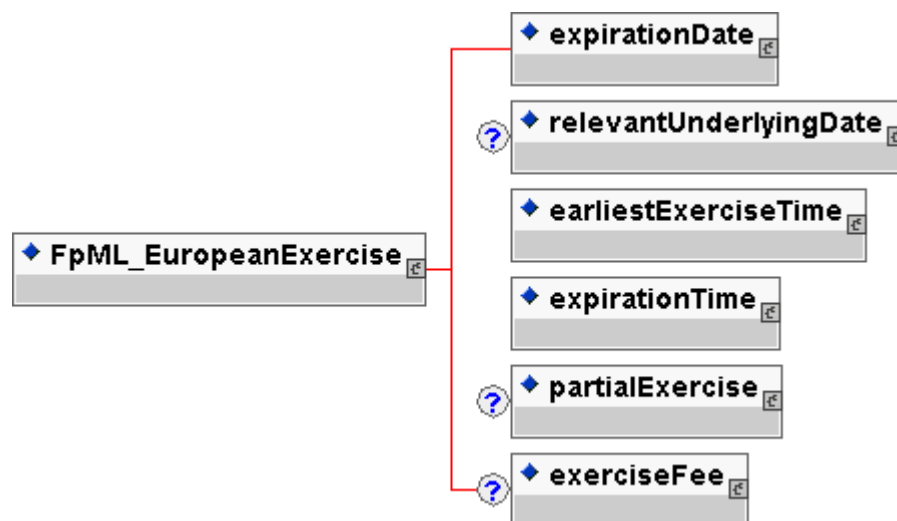 expirationDate
? relevantUnderlyingDate
earliestExerciseTime
FpML_EuropeanExercise
expirationTime
? partialExercise
? exerciseFee